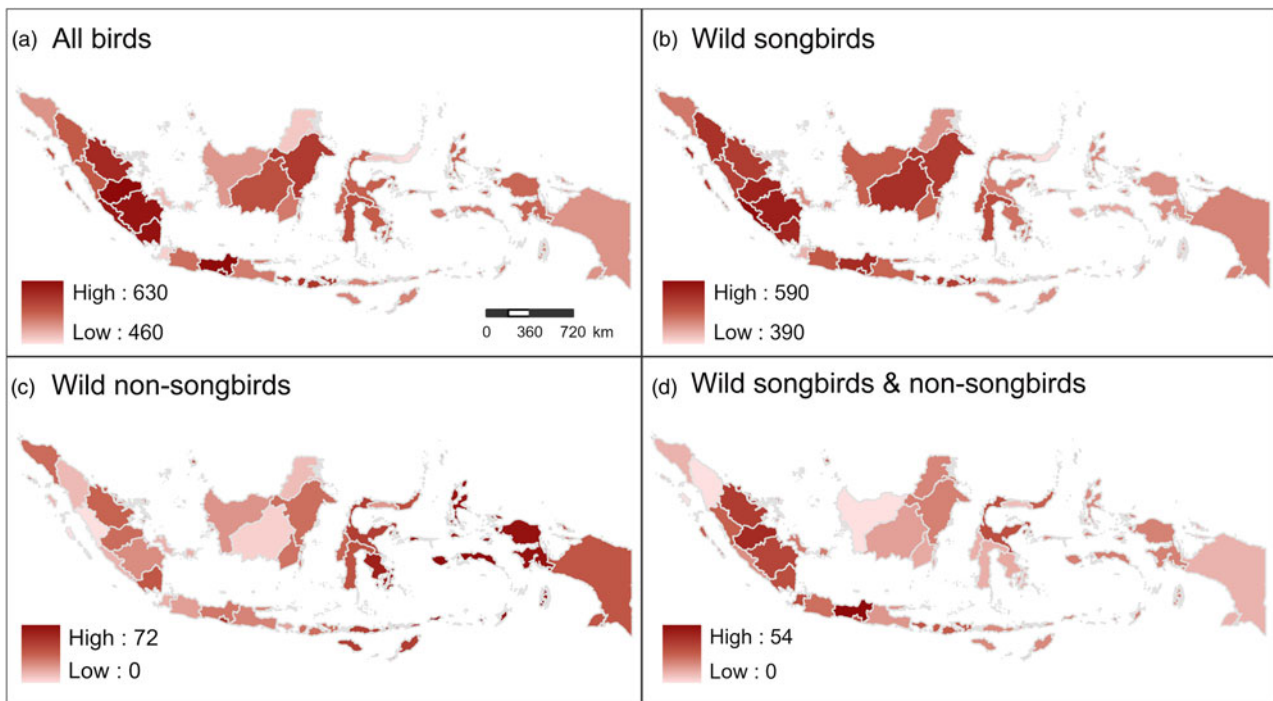 (a) All birds
High : 630
Low : 460
0 360 720 km
(b) Wild songbirds
High : 590
Low : 390
(c) Wild non-songbirds
High : 72
Low : 0
(d) Wild songbirds & non-songbirds
High : 54
Low : 0